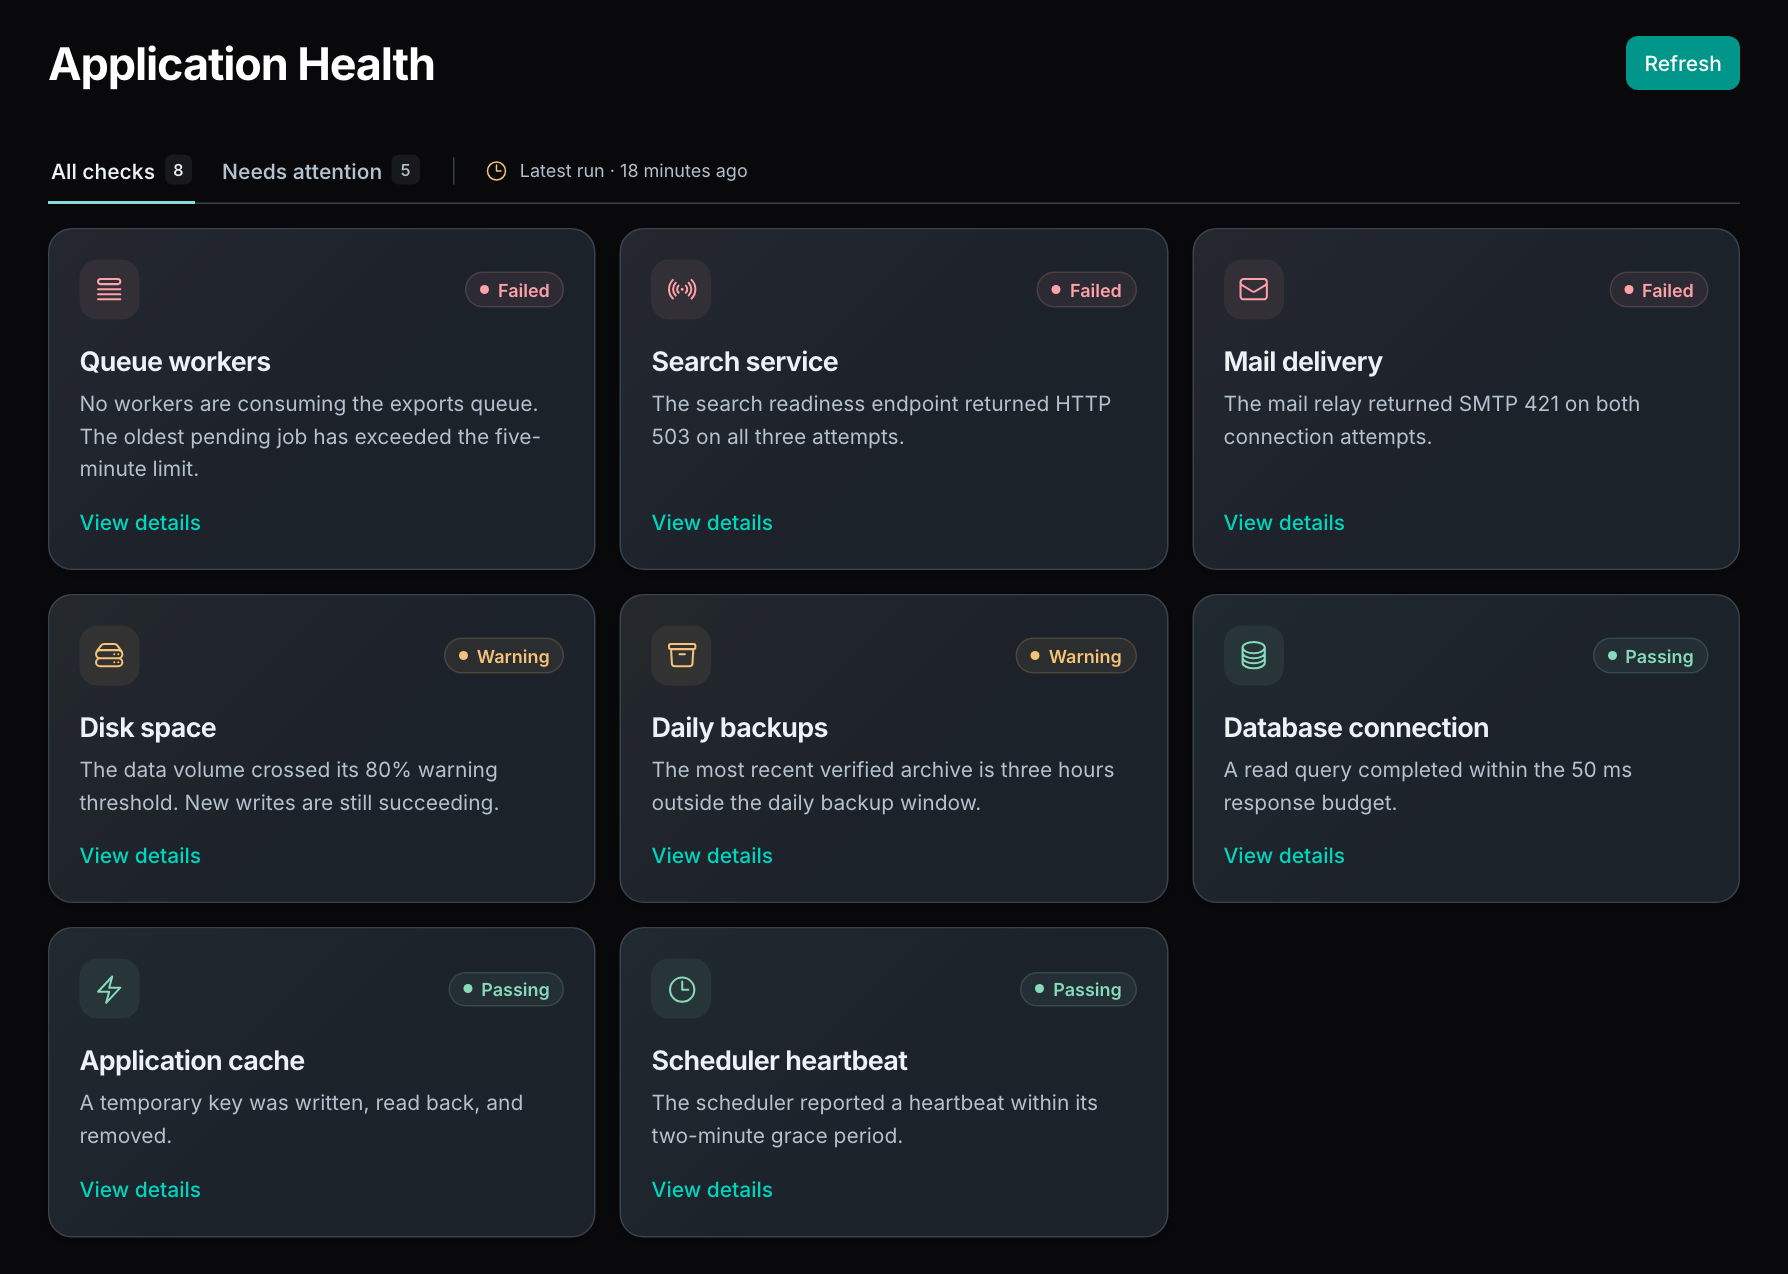 Application Health
Refresh
All checks 8
Needs attention 5
Latest run · 18 minutes ago
Failed
Queue workers
No workers are consuming the exports queue.
The oldest pending job has exceeded the five-
minute limit.
View details
Failed
Search service
The search readiness endpoint returned HTTP
503 on all three attempts.
View details
Failed
Mail delivery
The mail relay returned SMTP 421 on both
connection attempts.
View details
Warning
Disk space
The data volume crossed its 80% warning
threshold. New writes are still succeeding.
View details
Warning
Daily backups
The most recent verified archive is three hours
outside the daily backup window.
View details
Passing
Database connection
A read query completed within the 50 ms
response budget.
View details
Passing
Application cache
A temporary key was written, read back, and
removed.
View details
Passing
Scheduler heartbeat
The scheduler reported a heartbeat within its
two-minute grace period.
View details